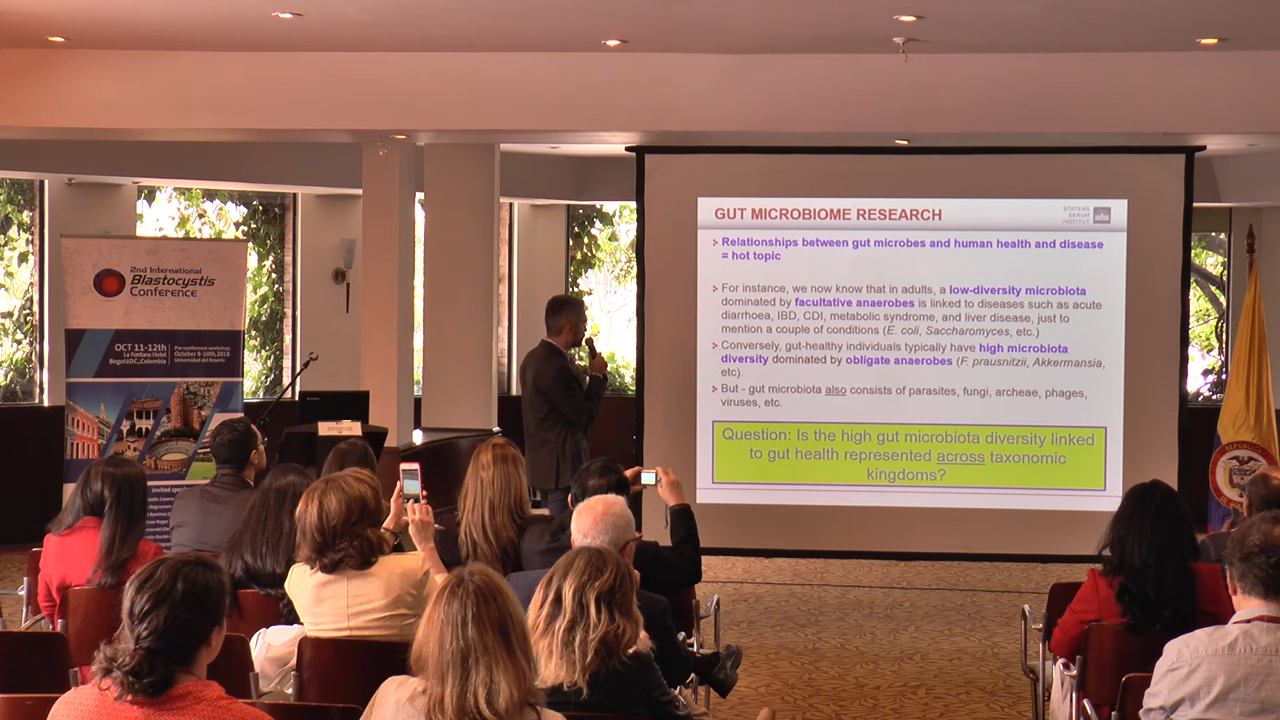 2nd International
Blastocystis
Conference
OCT 11-12th
La Fontana Hotel
Bogotá DC, Colombia
Pre-conference workshop:
October 9-10th, 2018
Universidad del Rosario
Invited
GUT MICROBIOME RESEARCH
STATENS
SERUM
INSTITUT
Relationships between gut microbes and human health and disease
= hot topic
For instance, we now know that in adults, a low-diversity microbiota
dominated by facultative anaerobes is linked to diseases such as acute
diarrhoea, IBD, CDI, metabolic syndrome, and liver disease, just to
mention a couple of conditions (E. coli, Saccharomyces, etc.)
Conversely, gut-healthy individuals typically have high microbiota
diversity dominated by obligate anaerobes (F. prausnitzii, Akkermansia,
etc).
But - gut microbiota also consists of parasites, fungi, archeae, phages,
viruses, etc.
Question: Is the high gut microbiota diversity linked
to gut health represented across taxonomic
kingdoms?